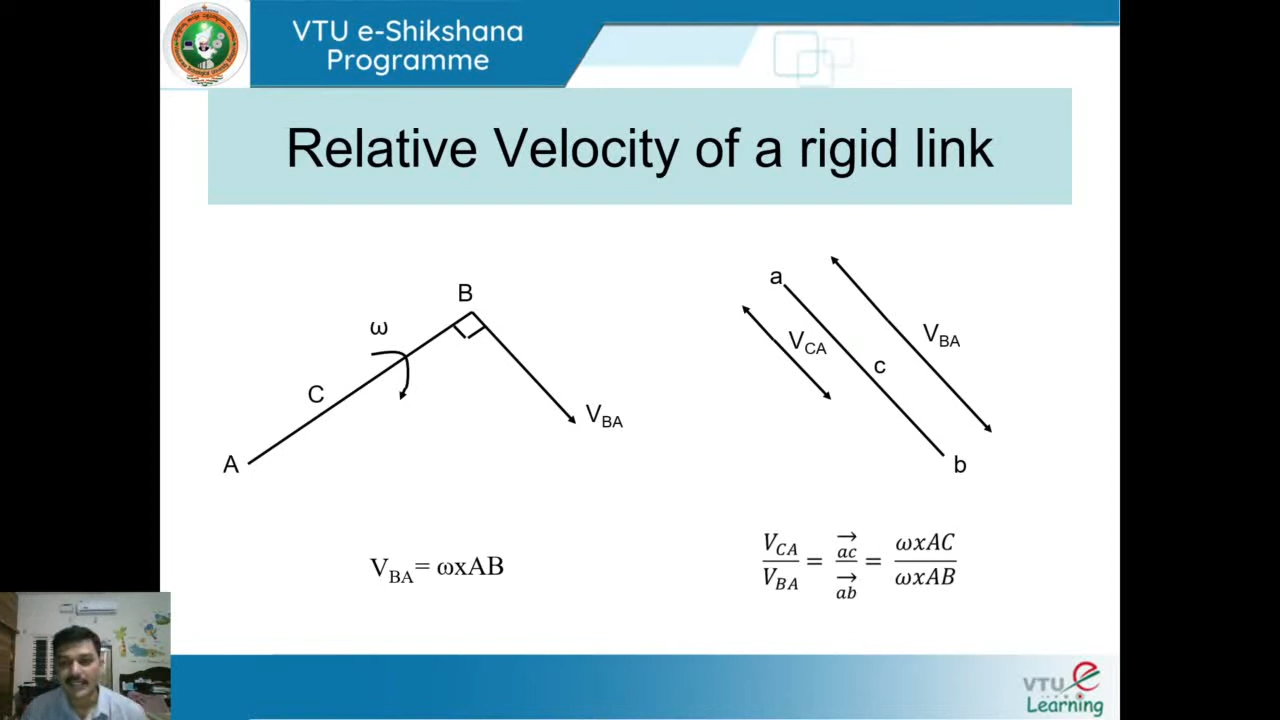 VTU e-Shikshana
Programme
Relative Velocity of a rigid link
B
ω
C
A
V_BA
a
V_CA
c
V_BA
b
V_BA= ωxAB
V_CA/V_BA = →ac/→ab = ωxAC/ωxAB
VTU
Learning